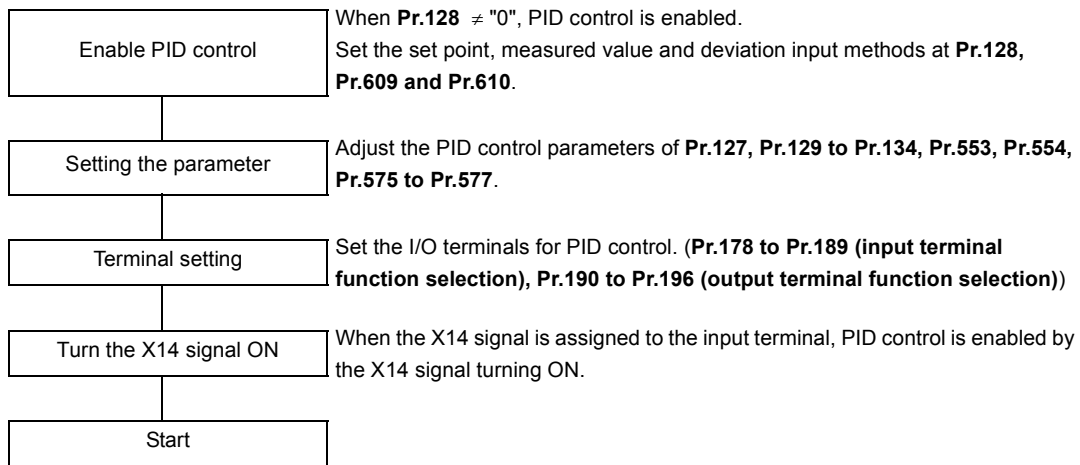 Enable PID control
When Pr.128 ≠ "0", PID control is enabled.
Set the set point, measured value and deviation input methods at Pr.128,
Pr.609 and Pr.610.
Setting the parameter
Adjust the PID control parameters of Pr.127, Pr.129 to Pr.134, Pr.553, Pr.554,
Pr.575 to Pr.577.
Terminal setting
Set the I/O terminals for PID control. (Pr.178 to Pr.189 (input terminal
function selection), Pr.190 to Pr.196 (output terminal function selection))
Turn the X14 signal ON
When the X14 signal is assigned to the input terminal, PID control is enabled by
the X14 signal turning ON.
Start